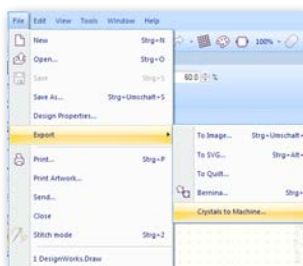 File Edit View Tools Window Help
New Strg+N
Open... Strg+O
Save Strg+S
Save As... Strg+Umschalt+S
Design Properties...
Export
Print... Strg+P
Print Artwork...
Send...
Close
Stitch mode Strg+2
1 DesignWorks.Draw
100%
60.0
To Image... Strg+Umschalt+
To SVG... Strg+Alt+
To Quilt...
Bernina... Strg+
Crystals to Machine...